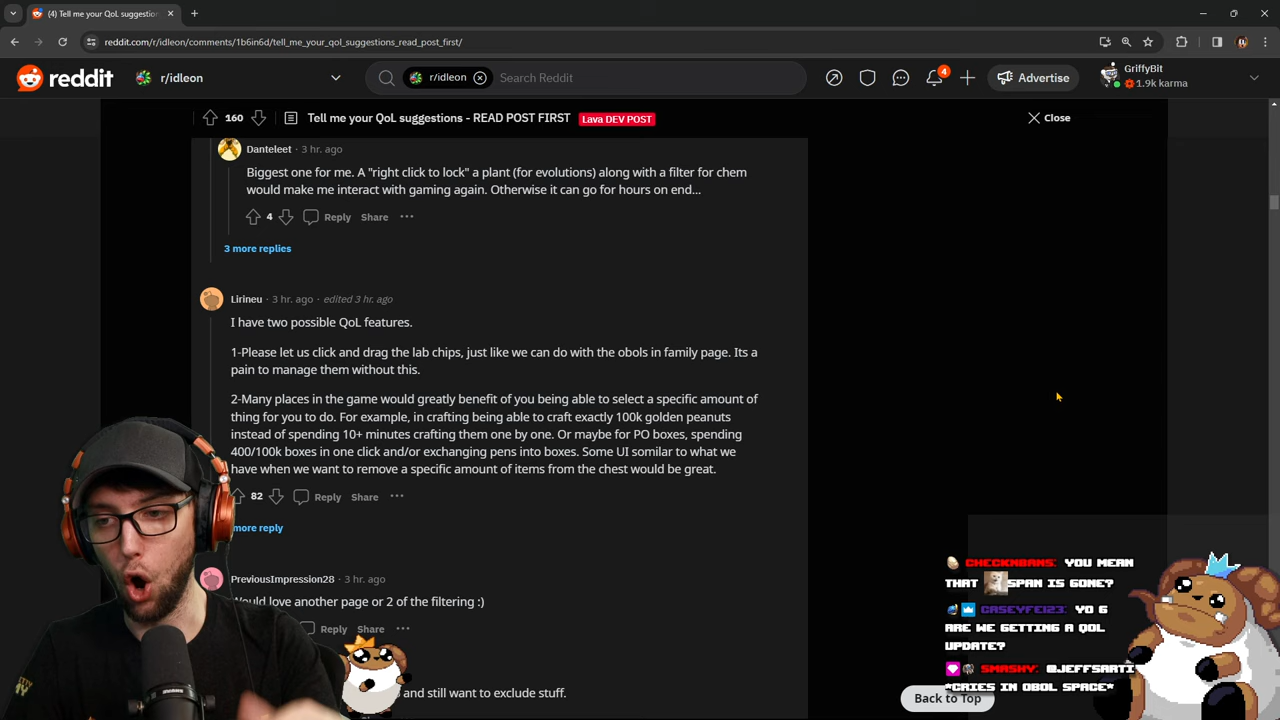 (4) Tell me your QoL suggestion
reddit.com/r/idleon/comments/1b6in6d/tell_me_your_qol_suggestions_read_post_first/
reddit
r/idleon
r/idleon
Search Reddit
4
Advertise
GriffyBit
1.9k karma
160
Tell me your QoL suggestions - READ POST FIRST
Lava DEV POST
Close
Danteleet · 3 hr. ago
Biggest one for me. A "right click to lock" a plant (for evolutions) along with a filter for chem
would make me interact with gaming again. Otherwise it can go for hours on end...
4 Reply Share ···
3 more replies
Lirineu · 3 hr. ago · edited 3 hr. ago
I have two possible QoL features.
1-Please let us click and drag the lab chips, just like we can do with the obols in family page. Its a
pain to manage them without this.
2-Many places in the game would greatly benefit of you being able to select a specific amount of
thing for you to do. For example, in crafting being able to craft exactly 100k golden peanuts
instead of spending 10+ minutes crafting them one by one. Or maybe for PO boxes, spending
400/100k boxes in one click and/or exchanging pens into boxes. Some UI somilar to what we
have when we want to remove a specific amount of items from the chest would be great.
82 Reply Share ···
more reply
PreviousImpression28 · 3 hr. ago
Would love another page or 2 of the filtering :)
Reply Share ···
and still want to exclude stuff.
CHECKNBANS: YOU MEAN
THAT SPAN IS GONE?
CASEYFE123: YO G
ARE WE GETTING A QOL
UPDATE?
SMASHY: @JEFFSARTI
*CRIES IN OBOL SPACE*
Back to Top